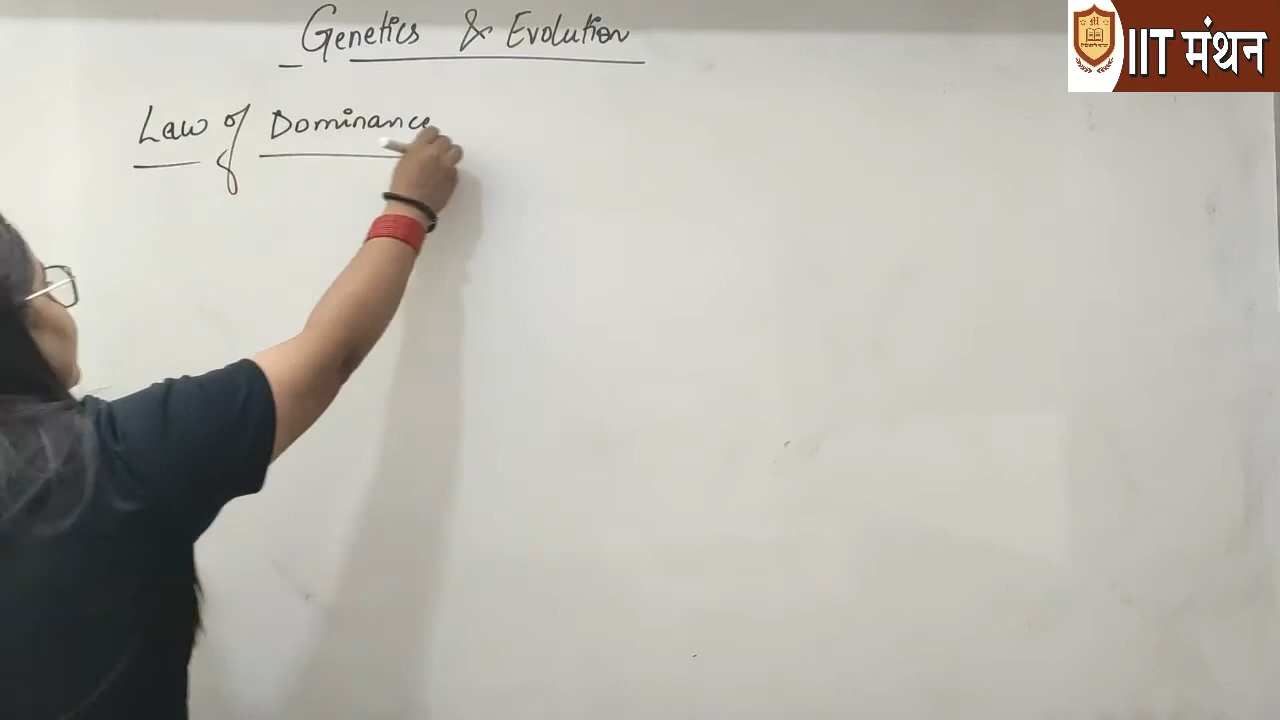 Genetics & Evolution
IIT मंथन
Law of Dominance